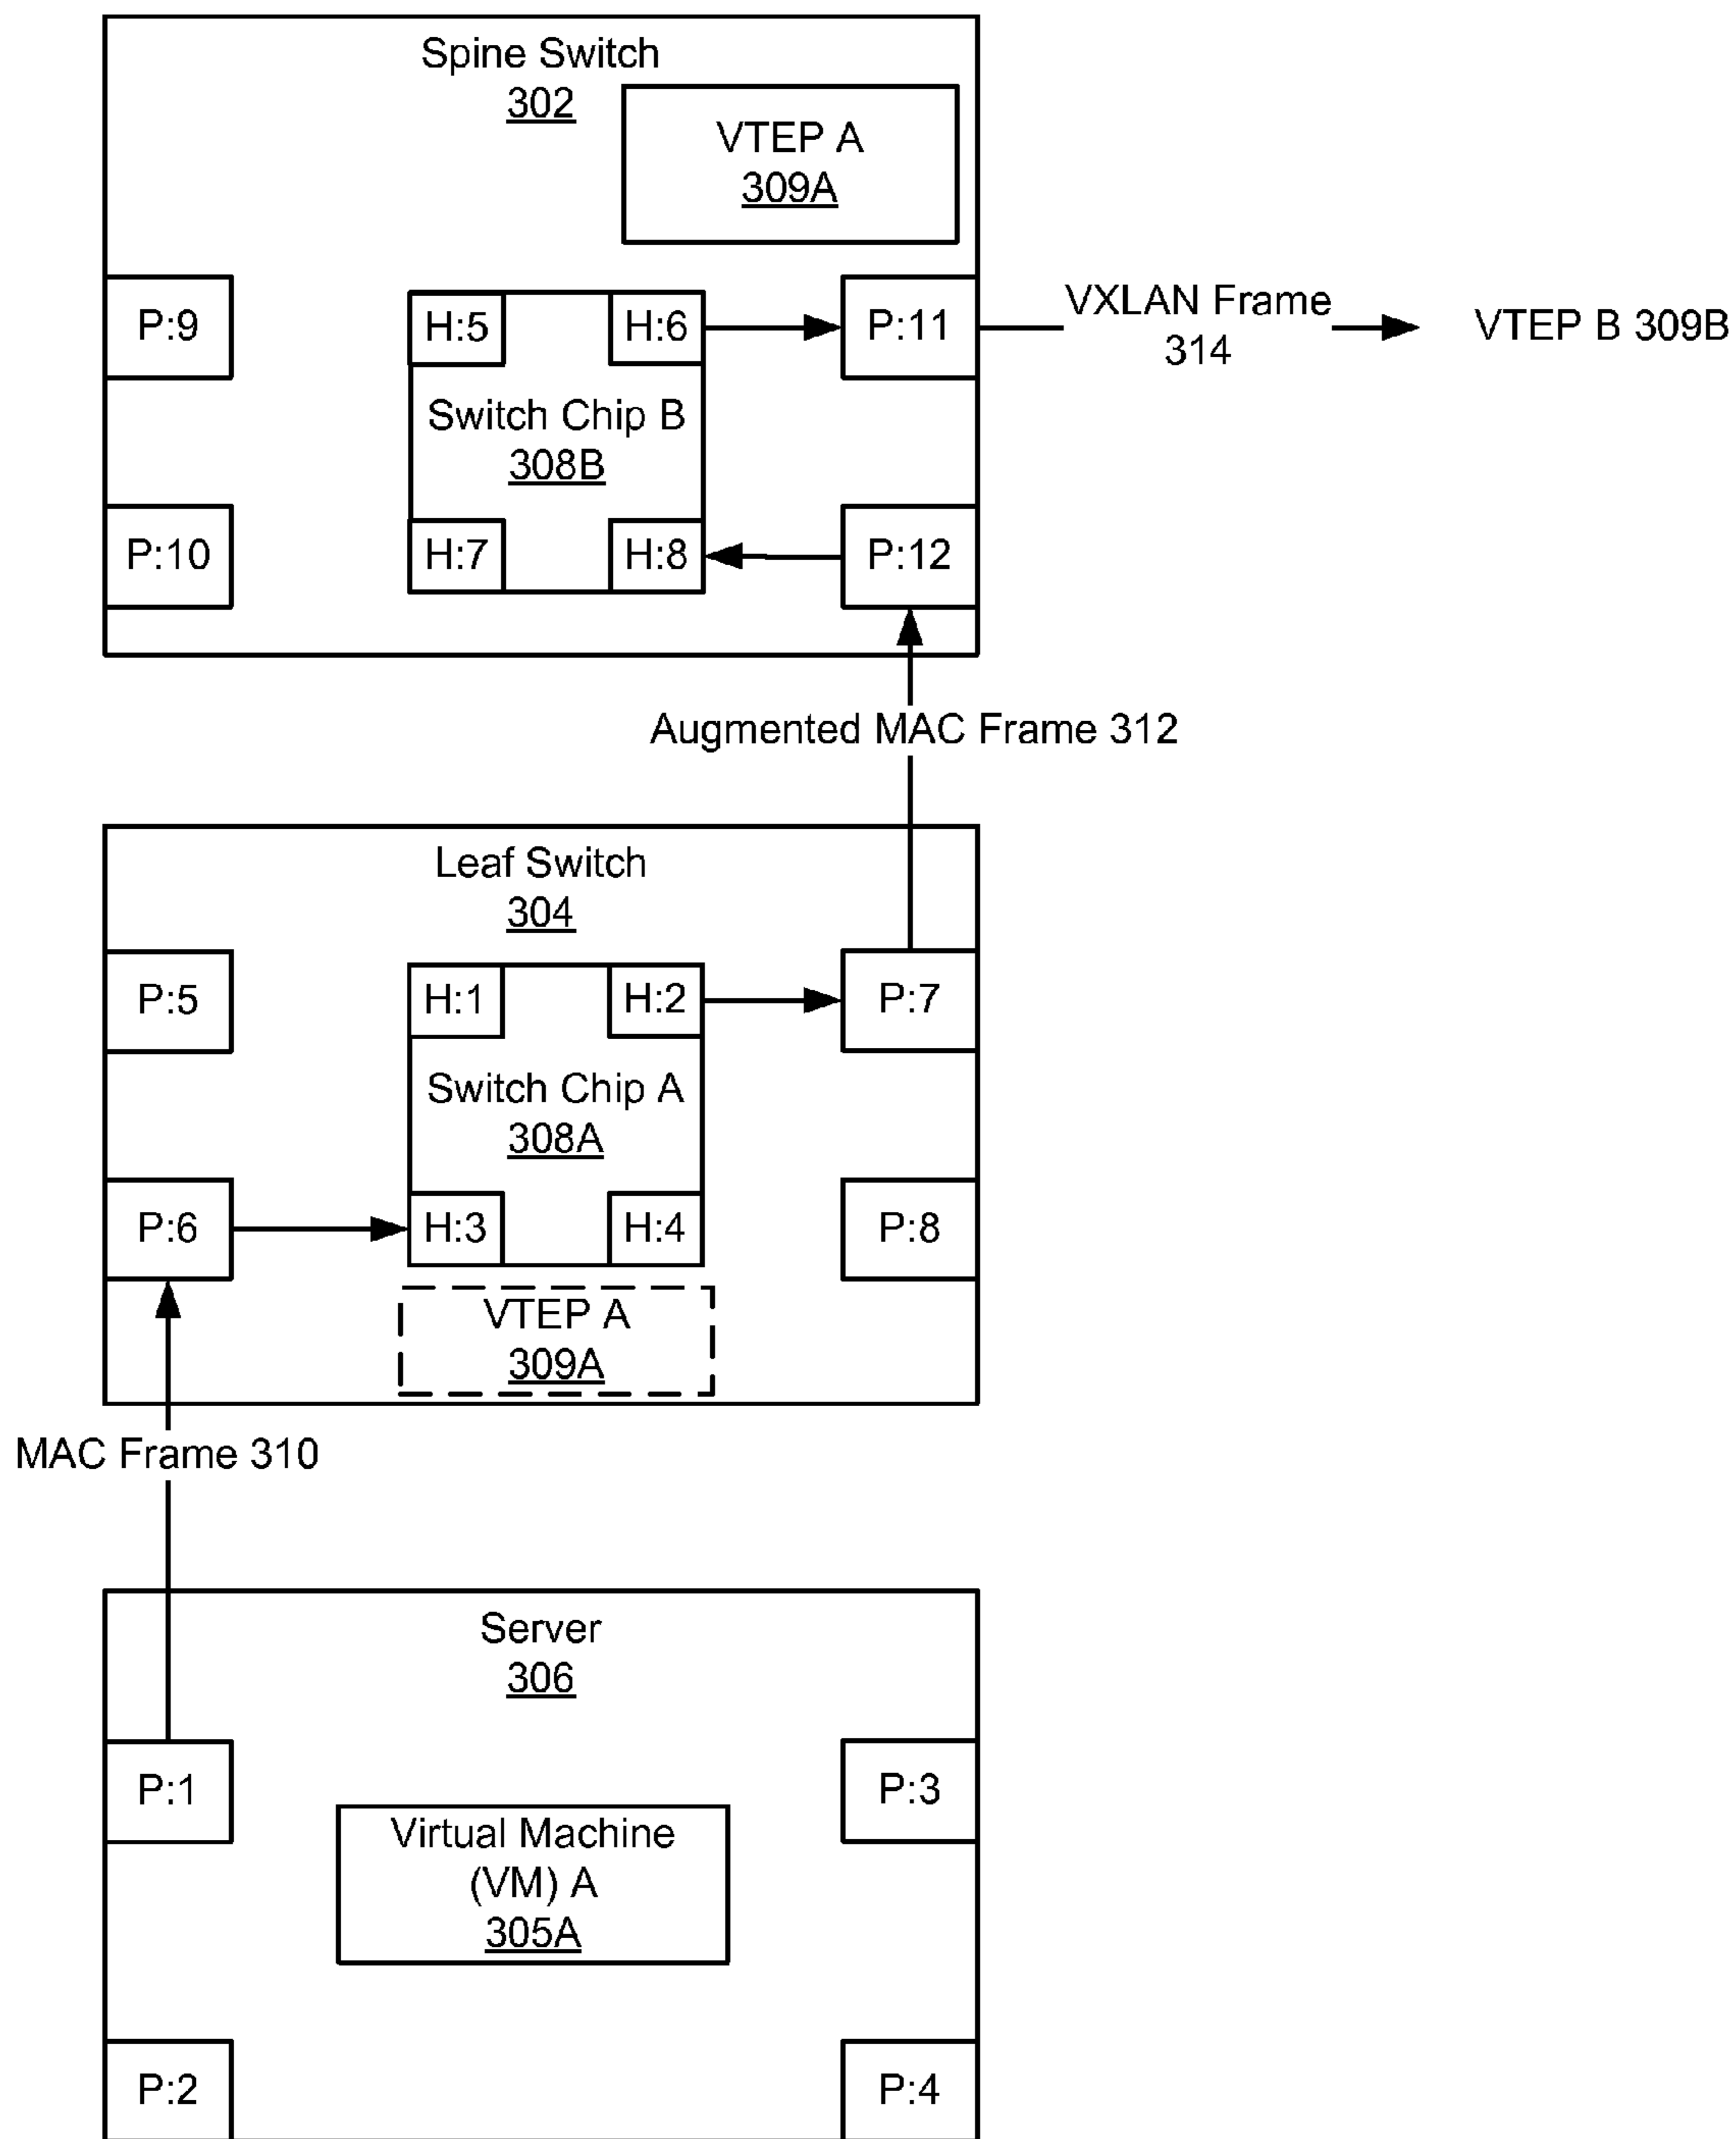 Spine Switch
302
VTEP A
309A
P:9
H:5
H:6
P:11
VXLAN Frame
314
VTEP B 309B
Switch Chip B
308B
P:10
H:7
H:8
P:12
Augmented MAC Frame 312
Leaf Switch
304
P:5
H:1
H:2
P:7
Switch Chip A
308A
P:6
H:3
H:4
P:8
VTEP A
309A
MAC Frame 310
Server
306
P:1
P:3
Virtual Machine
(VM) A
305A
P:2
P:4